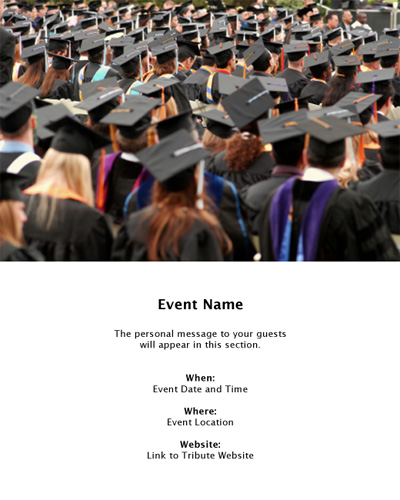 Event Name
The personal message to your guests
will appear in this section.
When:
Event Date and Time
Where:
Event Location
Website:
Link to Tribute Website